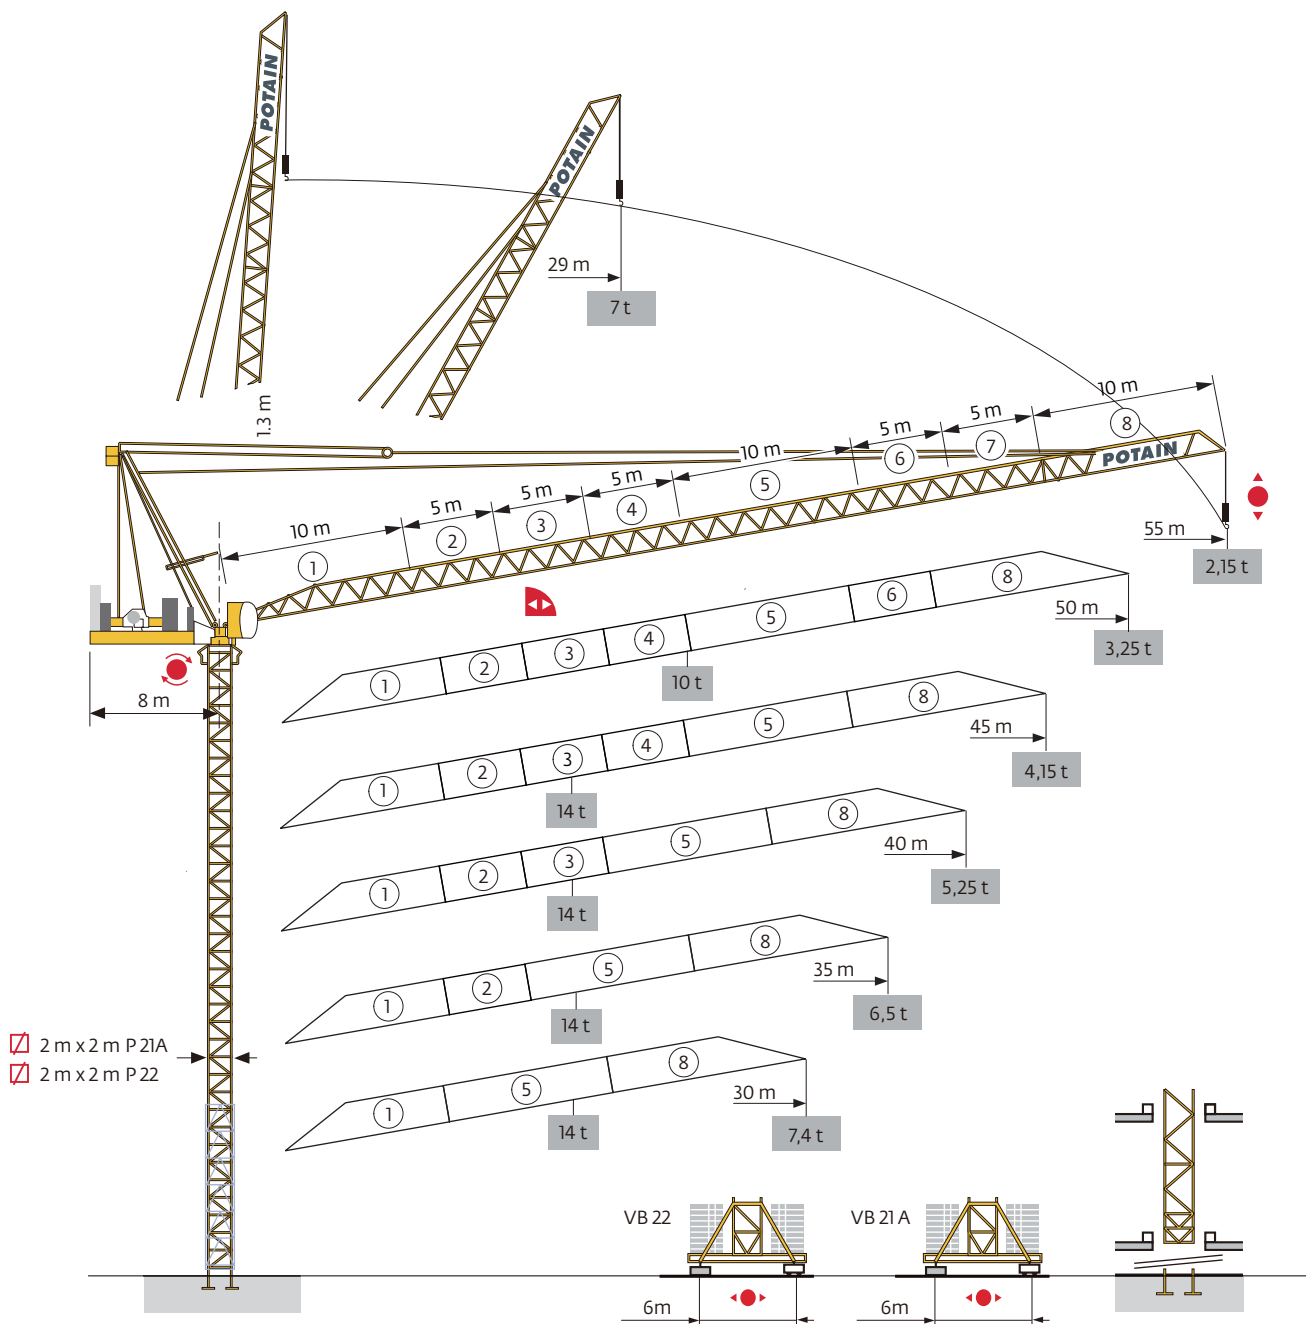 POTAIN
POTAIN
29 m
7 t
1.3 m
10 m
5 m
5 m
10 m
5 m
5 m
5 m
10 m
1
2
3
4
5
6
7
8
POTAIN
55 m
2,15 t
8 m
1
2
3
4
5
6
8
50 m
3,25 t
10 t
1
2
3
4
5
8
45 m
4,15 t
14 t
1
2
3
5
8
40 m
5,25 t
14 t
1
2
5
8
35 m
6,5 t
14 t
1
5
8
30 m
7,4 t
14 t
2 m x 2 m P 21A
2 m x 2 m P 22
VB 22
6m
VB 21 A
6m